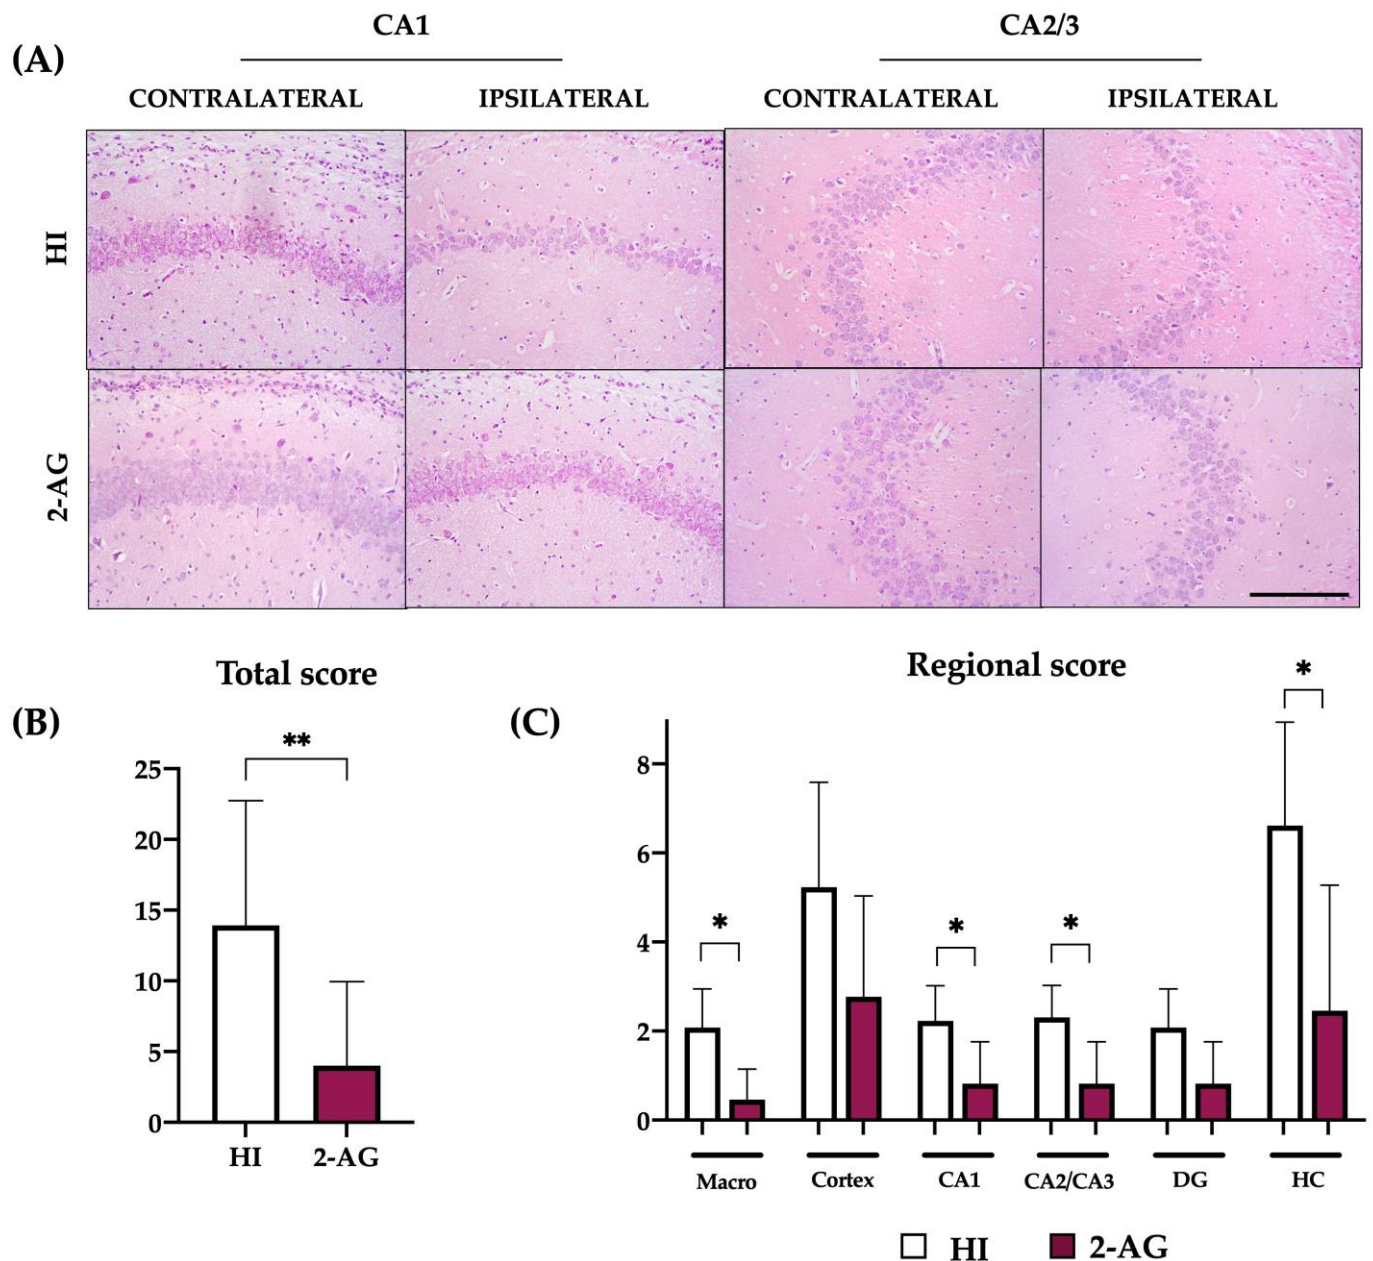 CA1 CA2/3
(A)
CONTRALATERAL IPSILATERAL CONTRALATERAL IPSILATERAL
HI
2-AG
Total score
(B)
**
25
20
15
10
5
0
HI 2-AG
Regional score
(C)
*
*
*
*
8
6
4
2
0
Macro Cortex CA1 CA2/CA3 DG HC
HI 2-AG